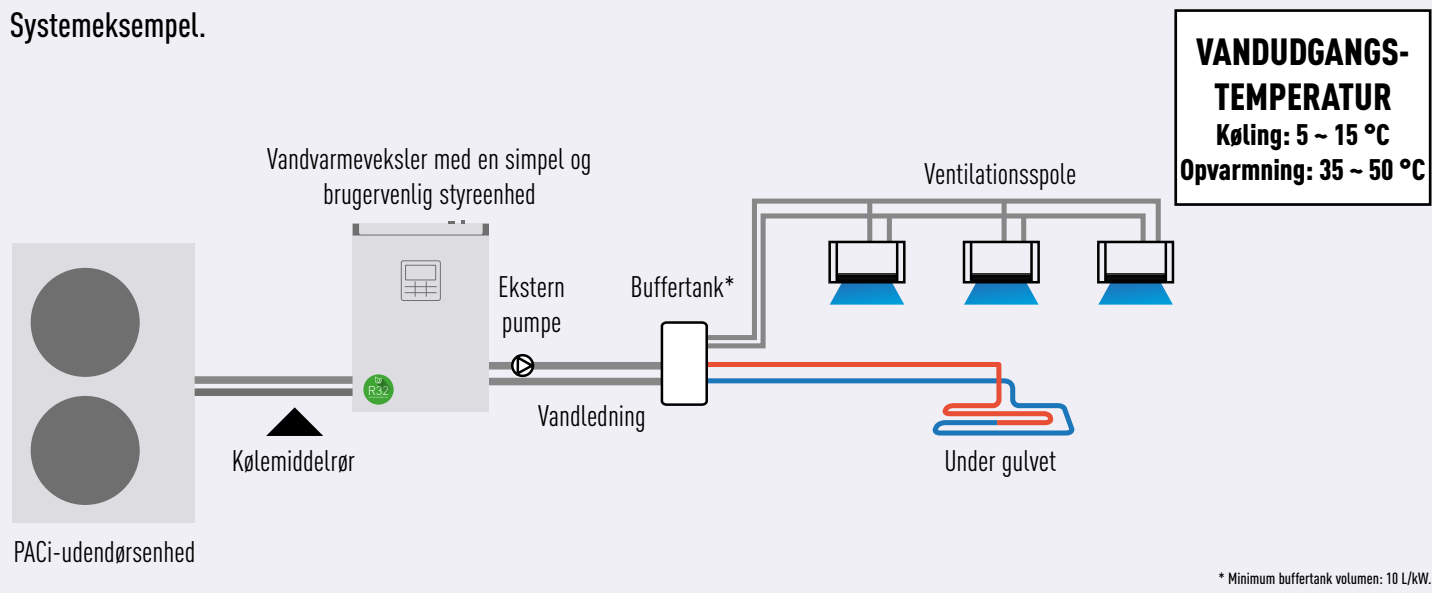 Systemeksempel.
VANDUDGANGS-
TEMPERATUR
Køling: 5 ~ 15 °C
Opvarmning: 35 ~ 50 °C
Vandvarmeveksler med en simpel og
brugervenlig styreenhed
Ventilationsspole
Ekstern
pumpe
Buffertank*
R32
Vandledning
Kølemiddelrør
Under gulvet
PACi-udendørsenhed
* Minimum buffertank volumen: 10 L/kW.